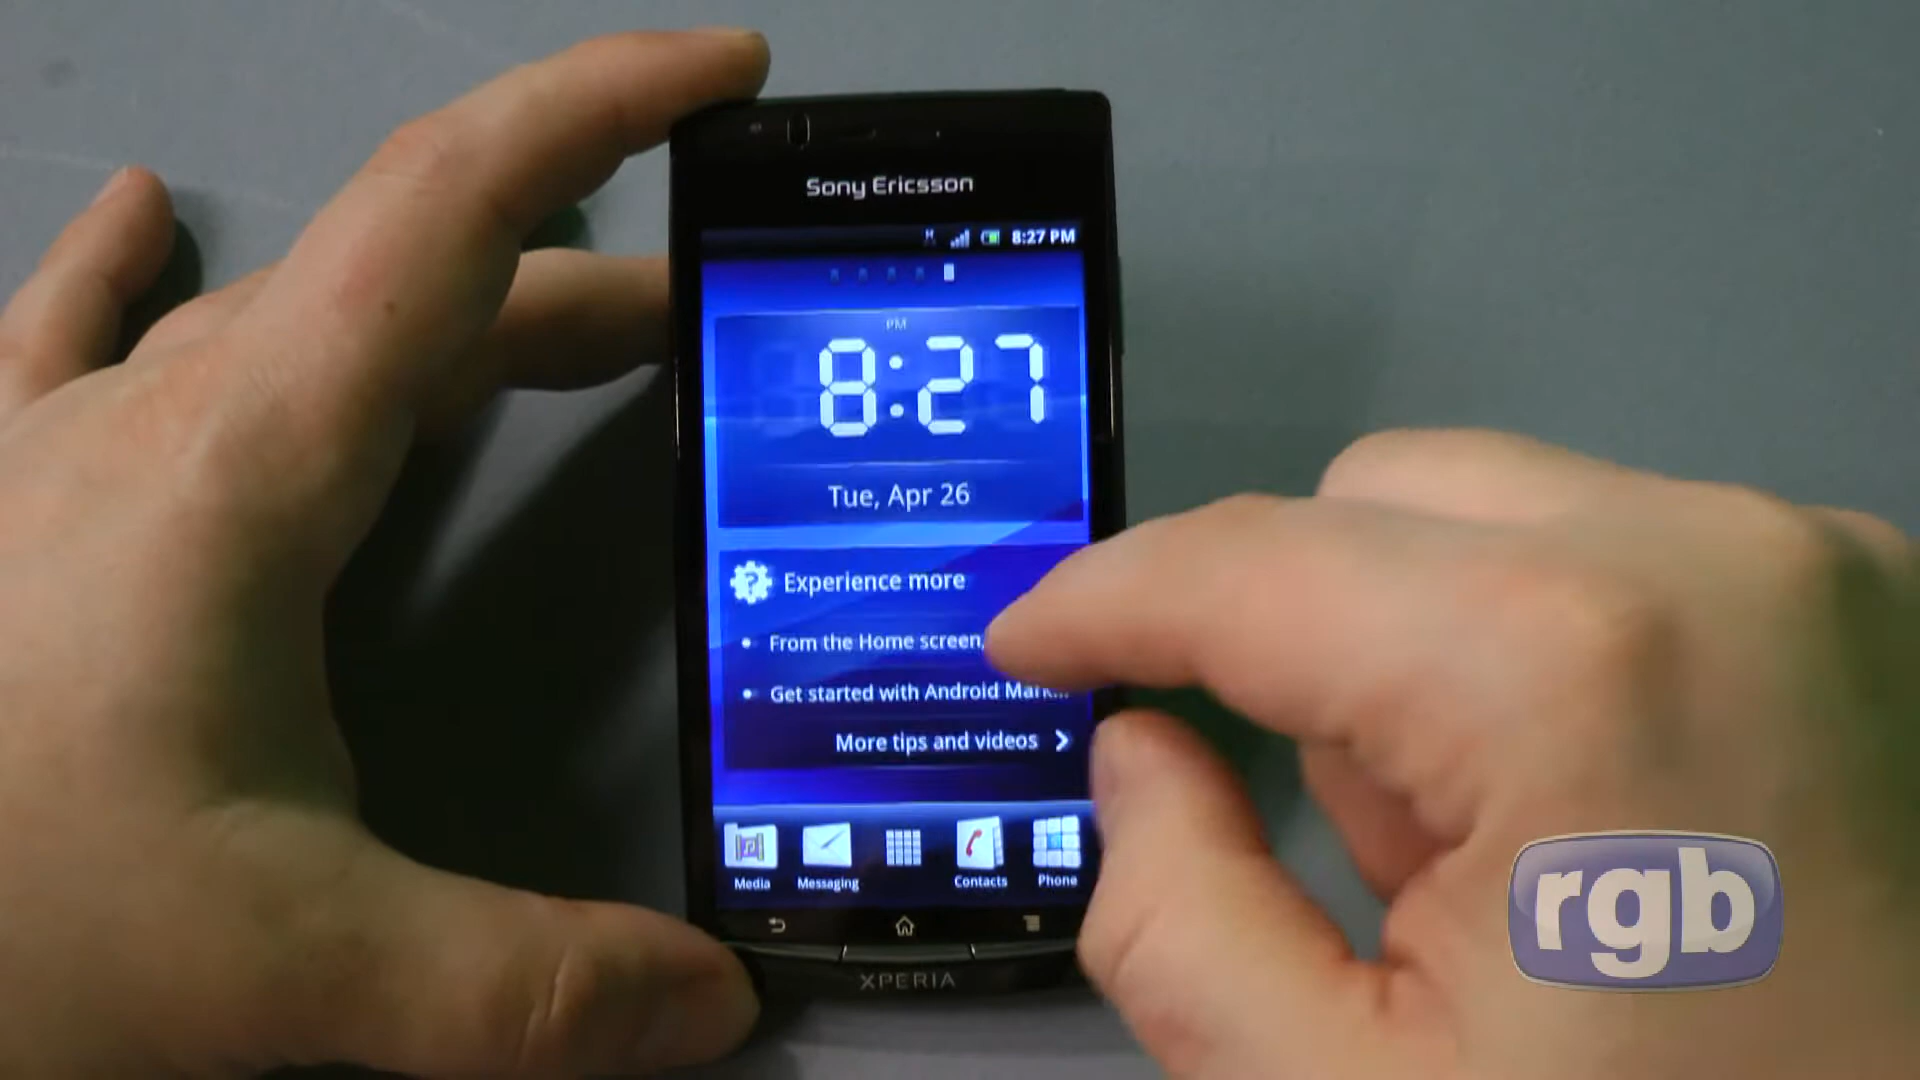 Sony Ericsson
8:27 PM
PM
8:27
Tue, Apr 26
Experience more
From the Home screen,
Get started with Android Mark...
More tips and videos
Media
Messaging
Contacts
Phone
XPERIA
rgb